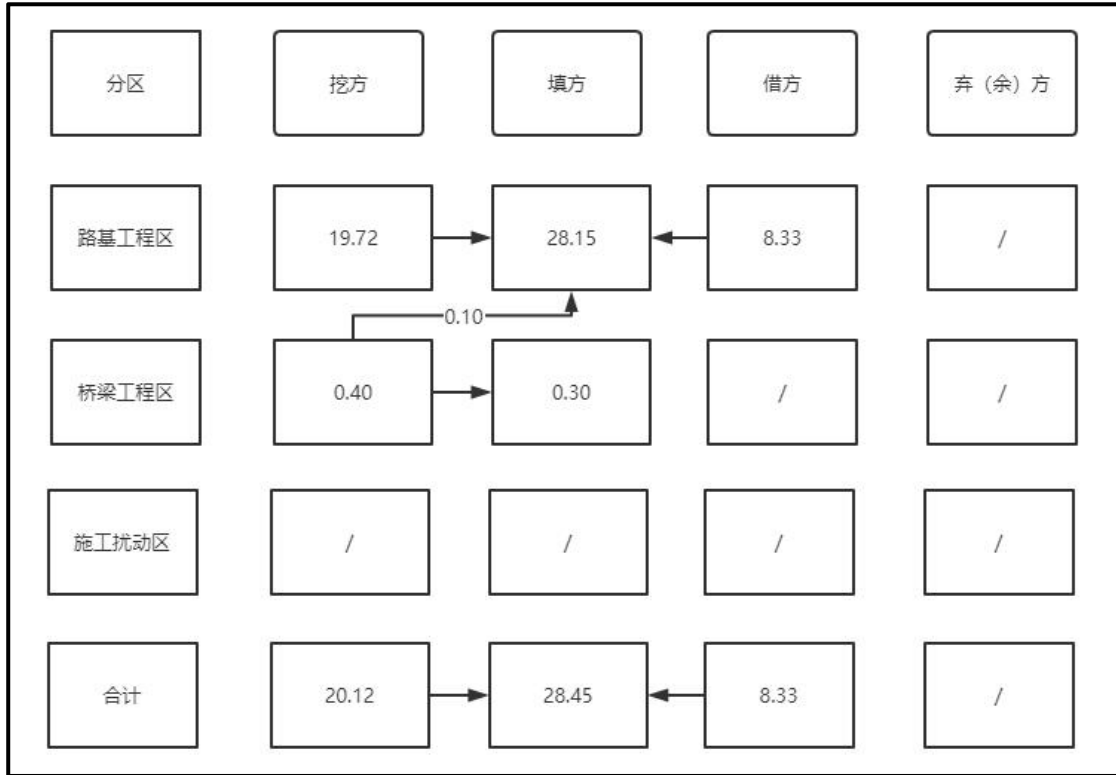 分区 挖方 填方 借方 弃（余）方
路基工程区 19.72 28.15 8.33 /
0.10
桥梁工程区 0.40 0.30 / /
施工扰动区 / / / /
合计 20.12 28.45 8.33 /